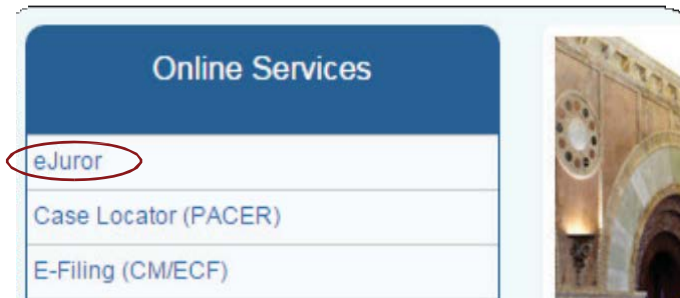 Online Services
eJuror
Case Locator (PACER)
E-Filing (CM/ECF)